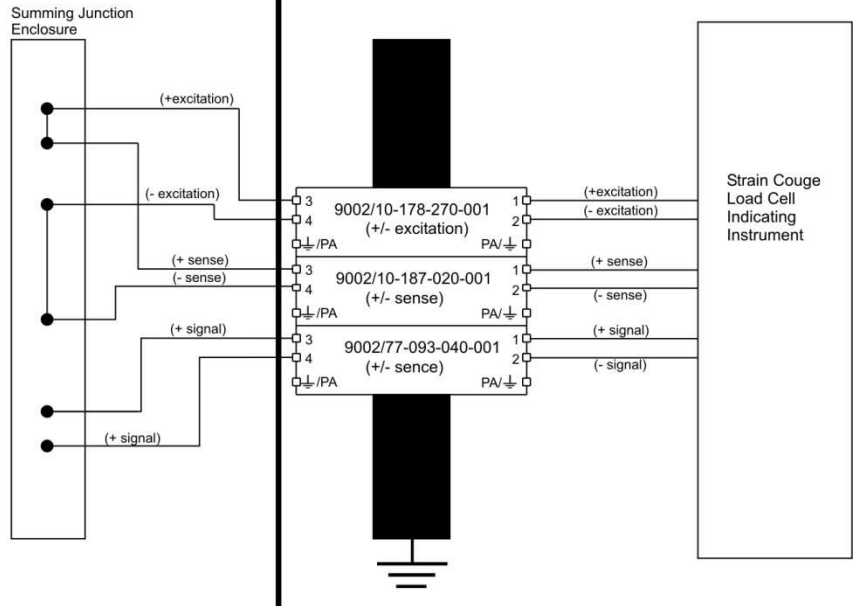 Summing Junction
Enclosure
(+excitation)
(- excitation)
(+ sense)
(- sense)
(+ signal)
(+ signal)
3
4
⏚/PA
9002/10-178-270-001
(+/- excitation)
1
2
PA/⏚
3
4
⏚/PA
9002/10-187-020-001
(+/- sense)
1
2
PA/⏚
3
4
⏚/PA
9002/77-093-040-001
(+/- sence)
1
2
PA/⏚
(+excitation)
(- excitation)
(+ sense)
(- sense)
(+ signal)
(- signal)
Strain Couge
Load Cell
Indicating
Instrument